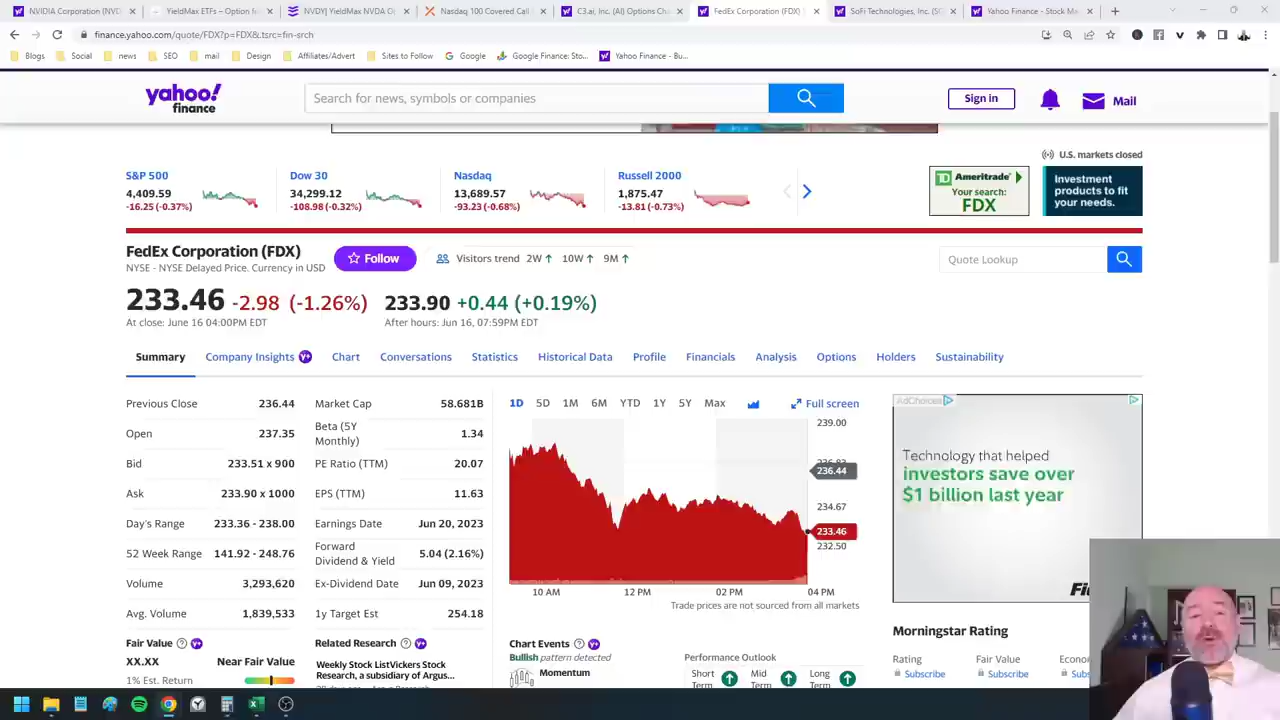 NVIDIA Corporation (NVDA)
YieldMax ETFs – Option Ne
NVDY| YieldMax NVDA Op
Nasdaq 100 Covered Call
C3.ai, Inc. (AI) Options Cha
FedEx Corporation (FDX)
SoFi Technologies, Inc. (SO
Yahoo Finance - Stock Ma
finance.yahoo.com/quote/FDX?p=FDX&.tsrc=fin-srch
Blogs
Social
news
SEO
mail
Design
Affiliates/Advert
Sites to Follow
Google
Google Finance: Sto...
Yahoo Finance - Bu...
yahoo!
finance
Search for news, symbols or companies
Sign in
Mail
U.S. markets closed
S&P 500
4,409.59
-16.25 (-0.37%)
Dow 30
34,299.12
-108.98 (-0.32%)
Nasdaq
13,689.57
-93.23 (-0.68%)
Russell 2000
1,875.47
-13.81 (-0.73%)
TD Ameritrade
Your search:
FDX
Investment
products to fit
your needs.
FedEx Corporation (FDX)
NYSE - NYSE Delayed Price. Currency in USD
Follow
Visitors trend 2W ↑ 10W ↑ 9M ↑
Quote Lookup
233.46 -2.98 (-1.26%)
At close: June 16 04:00PM EDT
233.90 +0.44 (+0.19%)
After hours: Jun 16, 07:59PM EDT
Summary
Company Insights
Chart
Conversations
Statistics
Historical Data
Profile
Financials
Analysis
Options
Holders
Sustainability
Previous Close 236.44
Open 237.35
Bid 233.51 x 900
Ask 233.90 x 1000
Day's Range 233.36 - 238.00
52 Week Range 141.92 - 248.76
Volume 3,293,620
Avg. Volume 1,839,533
Market Cap 58.681B
Beta (5Y
Monthly) 1.34
PE Ratio (TTM) 20.07
EPS (TTM) 11.63
Earnings Date Jun 20, 2023
Forward
Dividend & Yield 5.04 (2.16%)
Ex-Dividend Date Jun 09, 2023
1y Target Est 254.18
1D 5D 1M 6M YTD 1Y 5Y Max
Full screen
239.00
236.44
234.67
233.46
232.50
10 AM
12 PM
02 PM
04 PM
Trade prices are not sourced from all markets
AdChoices
Technology that helped
investors save over
$1 billion last year
Fi
Fair Value
XX.XX
Near Fair Value
1% Est. Return
Related Research
Weekly Stock ListVickers Stock
Research, a subsidiary of Argus...
Chart Events
Bullish pattern detected
Momentum
Performance Outlook
Short
Term
Mid
Term
Long
Term
Morningstar Rating
Rating
Subscribe
Fair Value
Subscribe
Econo
Subs